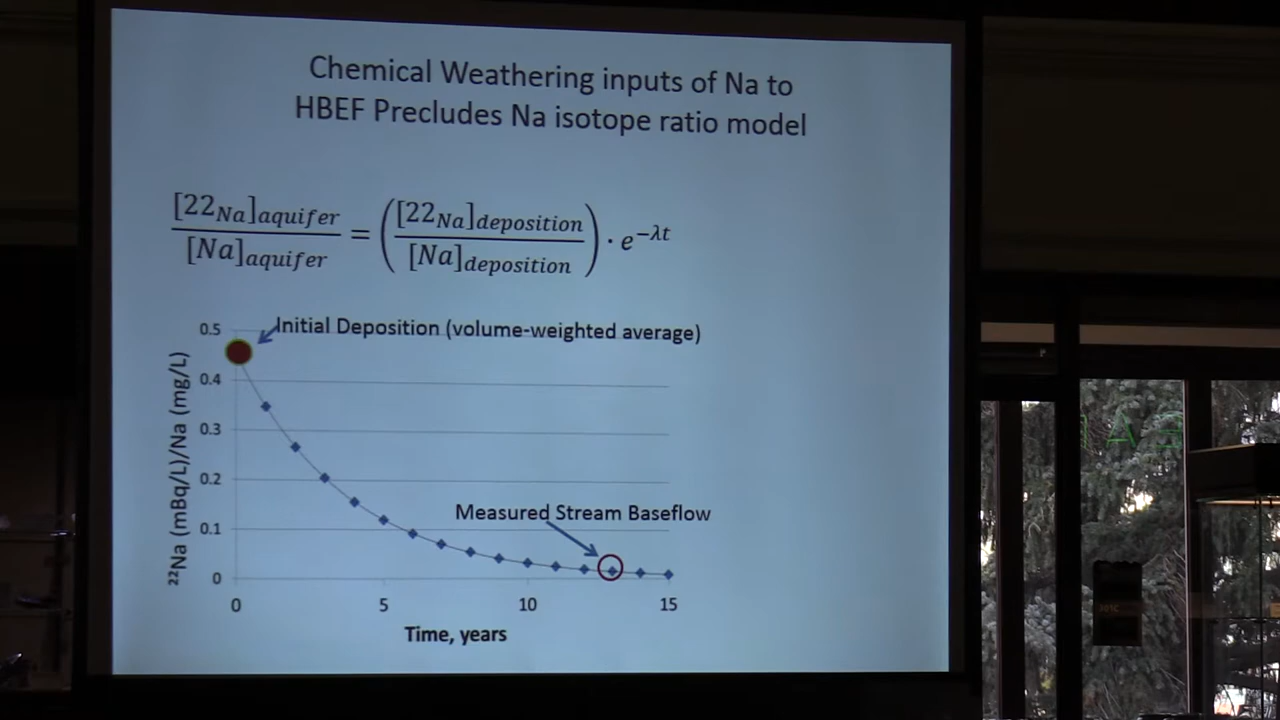 Chemical Weathering inputs of Na to
HBEF Precludes Na isotope ratio model
[22Na]aquifer / [Na]aquifer = ([22Na]deposition / [Na]deposition) · e^−λt
Initial Deposition (volume-weighted average)
0.5
0.4
0.3
0.2
0.1
0
²²Na (mBq/L)/Na (mg/L)
Measured Stream Baseflow
0 5 10 15
Time, years